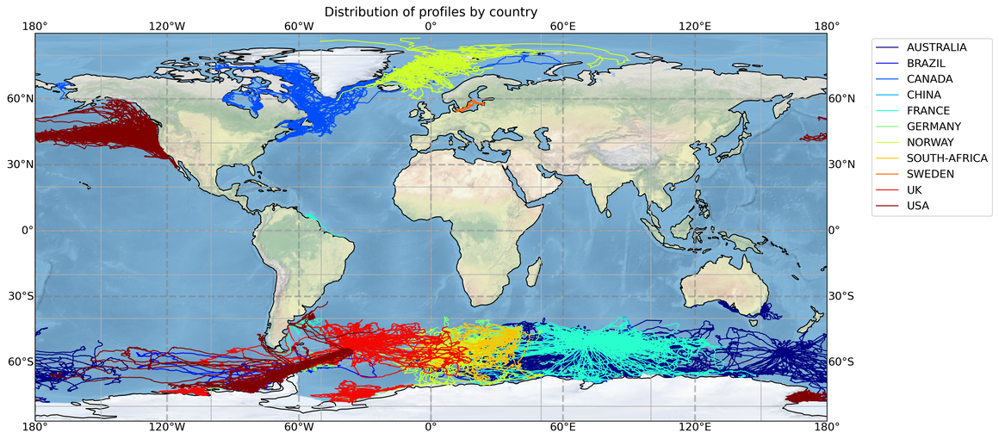 Distribution of profiles by country
180° 120°W 60°W 0° 60°E 120°E 180°
60°N 60°N
30°N 30°N
0° 0°
30°S 30°S
60°S 60°S
180° 120°W 60°W 0° 60°E 120°E 180°
AUSTRALIA
BRAZIL
CANADA
CHINA
FRANCE
GERMANY
NORWAY
SOUTH-AFRICA
SWEDEN
UK
USA